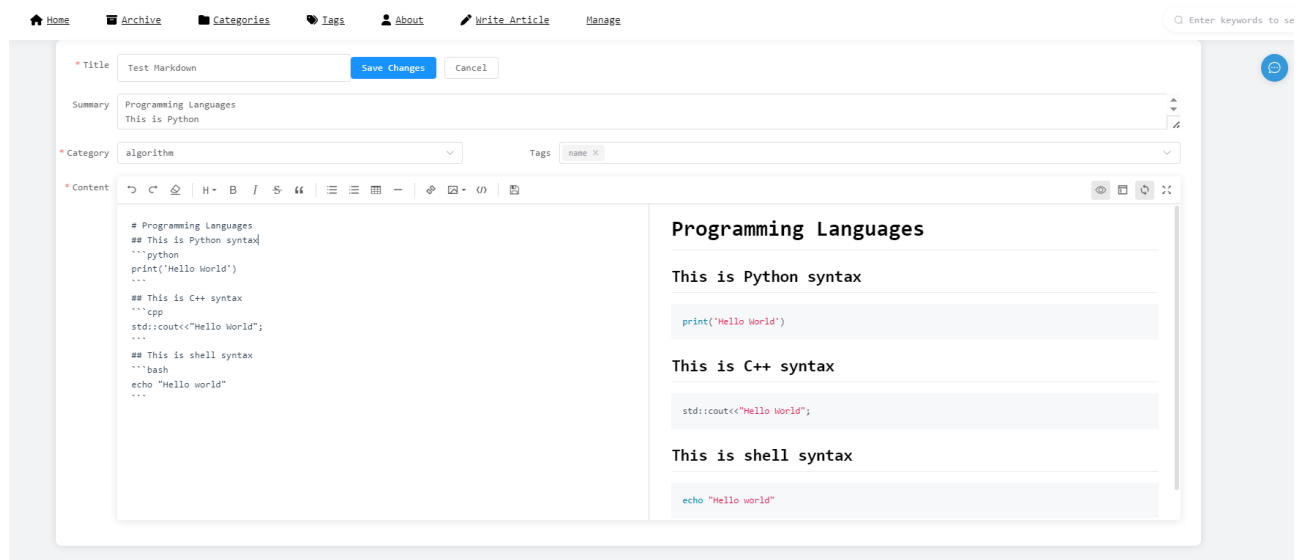 Home Archive Categories Tags About Write Article Manage Enter keywords to se
* Title Test Markdown Save Changes Cancel
Summary Programming Languages
This is Python
* Category algorithm Tags name ×
* Content H B I S
# Programming Languages
## This is Python syntax
```python
print('Hello World')
```
## This is C++ syntax
```cpp
std::cout<<"Hello World";
```
## This is shell syntax
```bash
echo "Hello world"
```
Programming Languages
This is Python syntax
print('Hello World')
This is C++ syntax
std::cout<<"Hello World";
This is shell syntax
echo "Hello world"